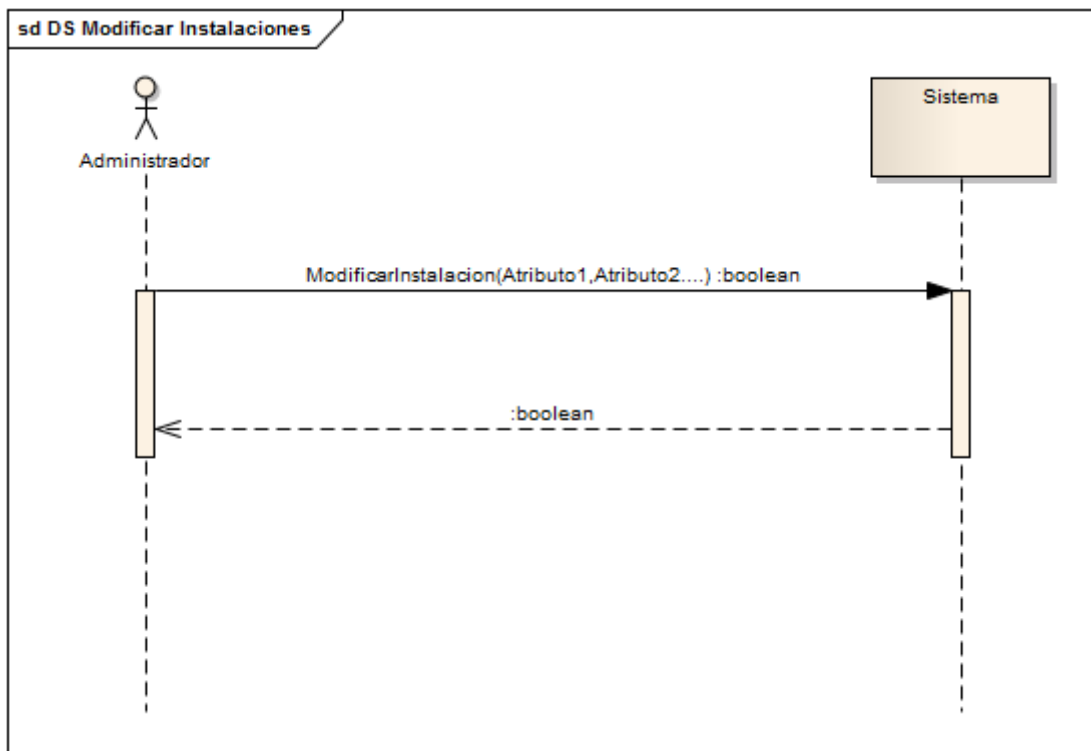 sd DS Modificar Instalaciones
Administrador
Sistema
ModificarInstalacion(Atributo1,Atributo2....) :boolean
:boolean